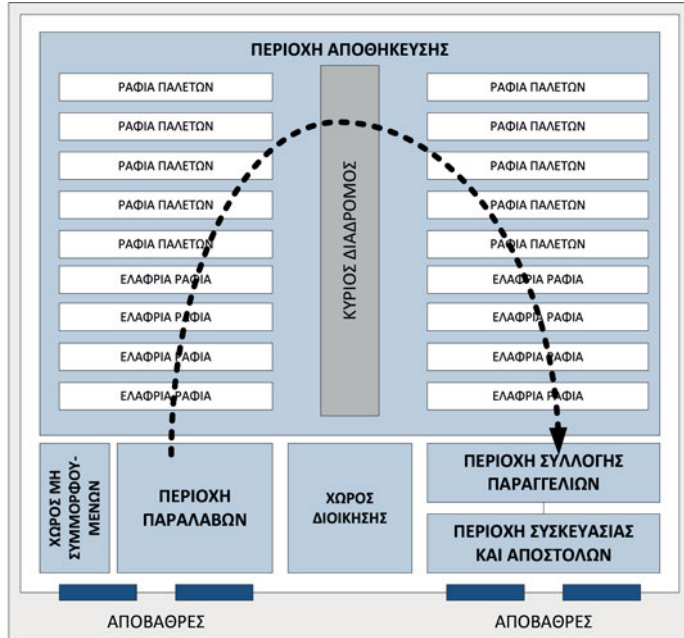 ΠΕΡΙΟΧΗ ΑΠΟΘΗΚΕΥΣΗΣ
ΡΑΦΙΑ ΠΑΛΕΤΩΝ
ΡΑΦΙΑ ΠΑΛΕΤΩΝ
ΡΑΦΙΑ ΠΑΛΕΤΩΝ
ΡΑΦΙΑ ΠΑΛΕΤΩΝ
ΡΑΦΙΑ ΠΑΛΕΤΩΝ
ΕΛΑΦΡΙΑ ΡΑΦΙΑ
ΕΛΑΦΡΙΑ ΡΑΦΙΑ
ΕΛΑΦΡΙΑ ΡΑΦΙΑ
ΕΛΑΦΡΙΑ ΡΑΦΙΑ
ΚΥΡΙΟΣ ΔΙΑΔΡΟΜΟΣ
ΡΑΦΙΑ ΠΑΛΕΤΩΝ
ΡΑΦΙΑ ΠΑΛΕΤΩΝ
ΡΑΦΙΑ ΠΑΛΕΤΩΝ
ΡΑΦΙΑ ΠΑΛΕΤΩΝ
ΡΑΦΙΑ ΠΑΛΕΤΩΝ
ΕΛΑΦΡΙΑ ΡΑΦΙΑ
ΕΛΑΦΡΙΑ ΡΑΦΙΑ
ΕΛΑΦΡΙΑ ΡΑΦΙΑ
ΕΛΑΦΡΙΑ ΡΑΦΙΑ
ΧΩΡΟΣ ΜΗ
ΣΥΜΜΟΡΦΟΥ-
ΜΕΝΩΝ
ΠΕΡΙΟΧΗ
ΠΑΡΑΛΑΒΩΝ
ΧΩΡΟΣ
ΔΙΟΙΚΗΣΗΣ
ΠΕΡΙΟΧΗ ΣΥΛΛΟΓΗΣ
ΠΑΡΑΓΓΕΛΙΩΝ
ΠΕΡΙΟΧΗ ΣΥΣΚΕΥΑΣΙΑΣ
ΚΑΙ ΑΠΟΣΤΟΛΩΝ
ΑΠΟΒΑΘΡΕΣ
ΑΠΟΒΑΘΡΕΣ